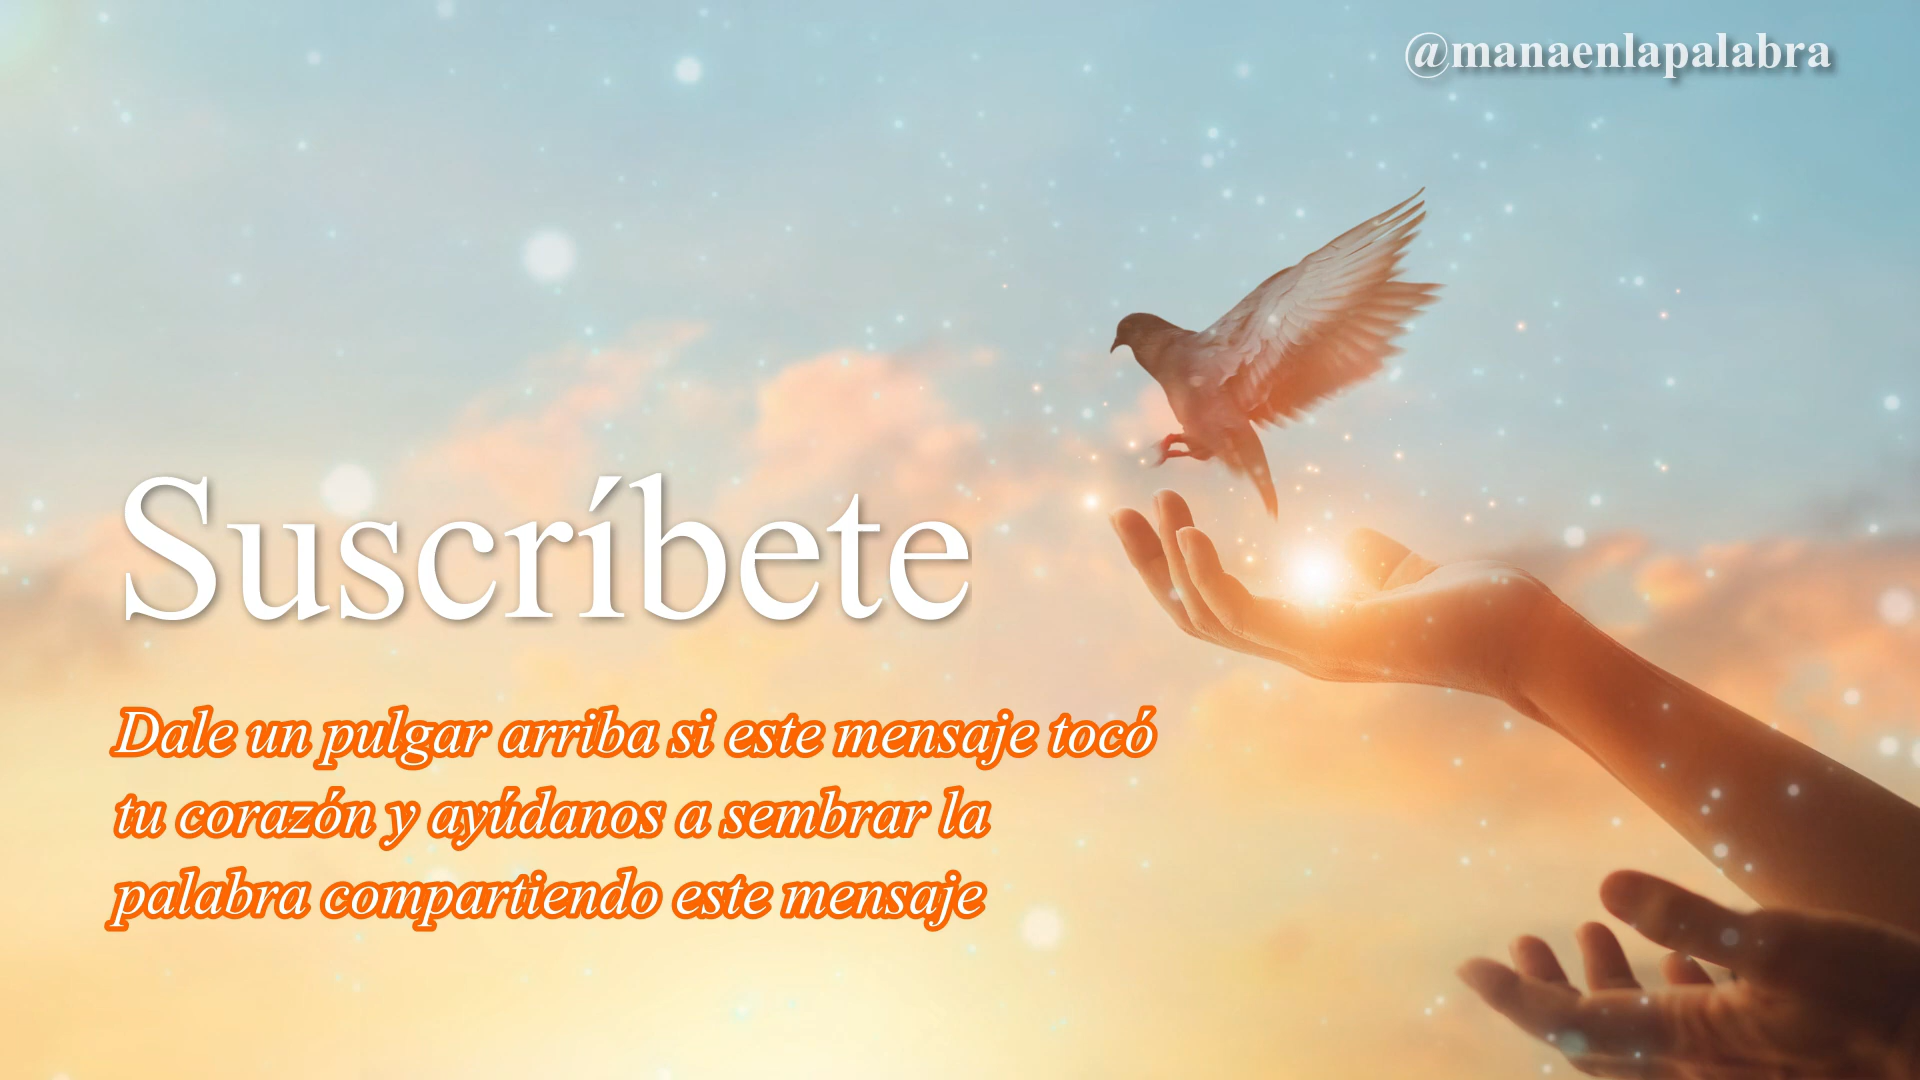 @manaenlapalabra
Suscríbete
Dale un pulgar arriba si este mensaje tocó
tu corazón y ayúdanos a sembrar la
palabra compartiendo este mensaje